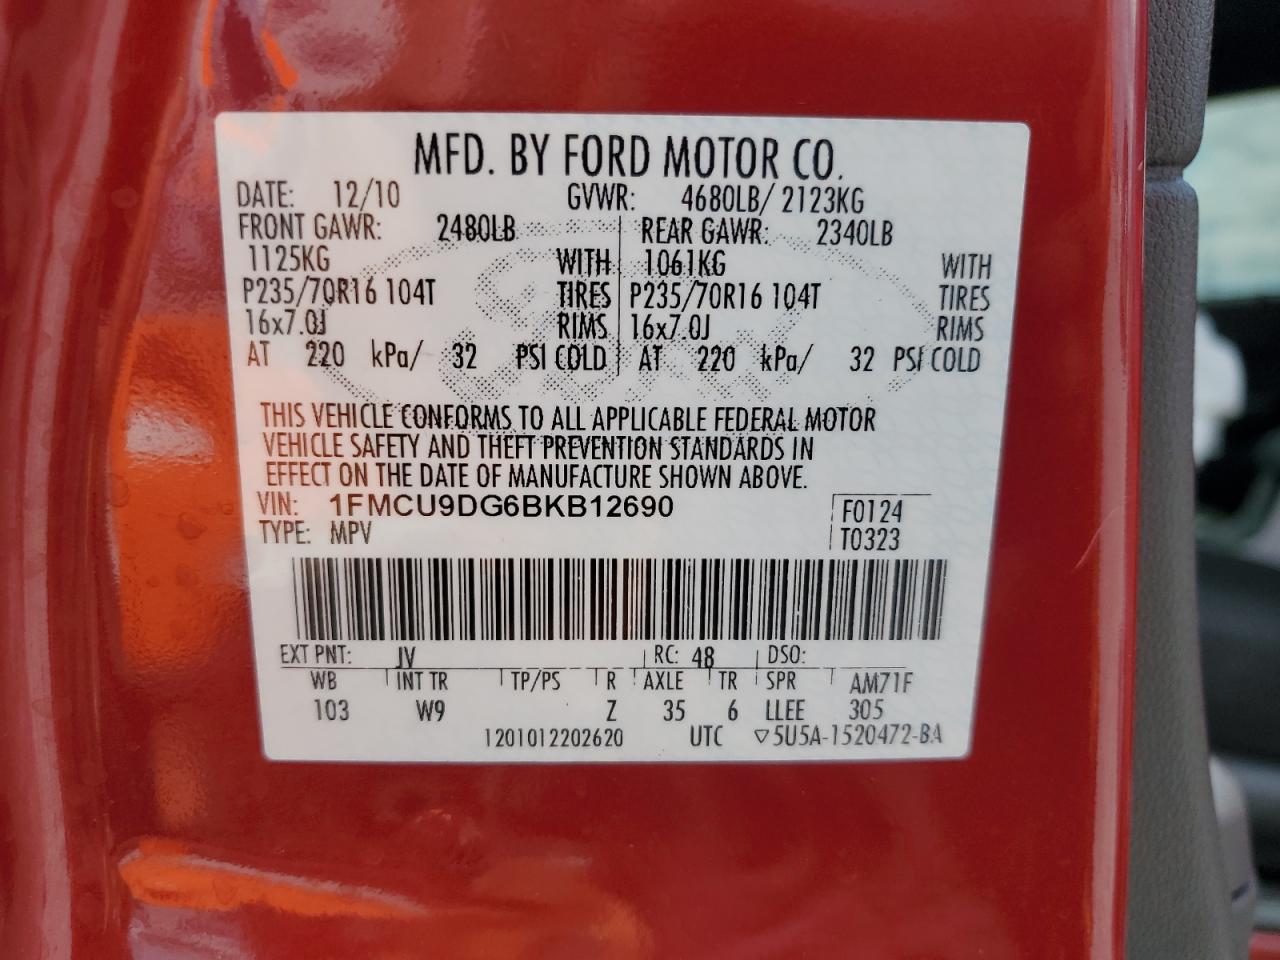 MFD. BY FORD MOTOR CO.
DATE: 12/10 GVWR: 4680LB/ 2123KG
FRONT GAWR: 2480LB REAR GAWR: 2340LB
1125KG WITH 1061KG WITH
P235/70R16 104T TIRES P235/70R16 104T TIRES
16x7.0J RIMS 16x7.0J RIMS
AT 220 kPa/ 32 PSI COLD AT 220 kPa/ 32 PSI COLD
THIS VEHICLE CONFORMS TO ALL APPLICABLE FEDERAL MOTOR
VEHICLE SAFETY AND THEFT PREVENTION STANDARDS IN
EFFECT ON THE DATE OF MANUFACTURE SHOWN ABOVE.
VIN: 1FMCU9DG6BKB12690 F0124
TYPE: MPV T0323
EXT PNT: JV RC: 48 DSO:
WB INT TR TP/PS R AXLE TR SPR AM71F
103 W9 Z 35 6 LLEE 305
1201012202620 UTC ▽5U5A-1520472-BA